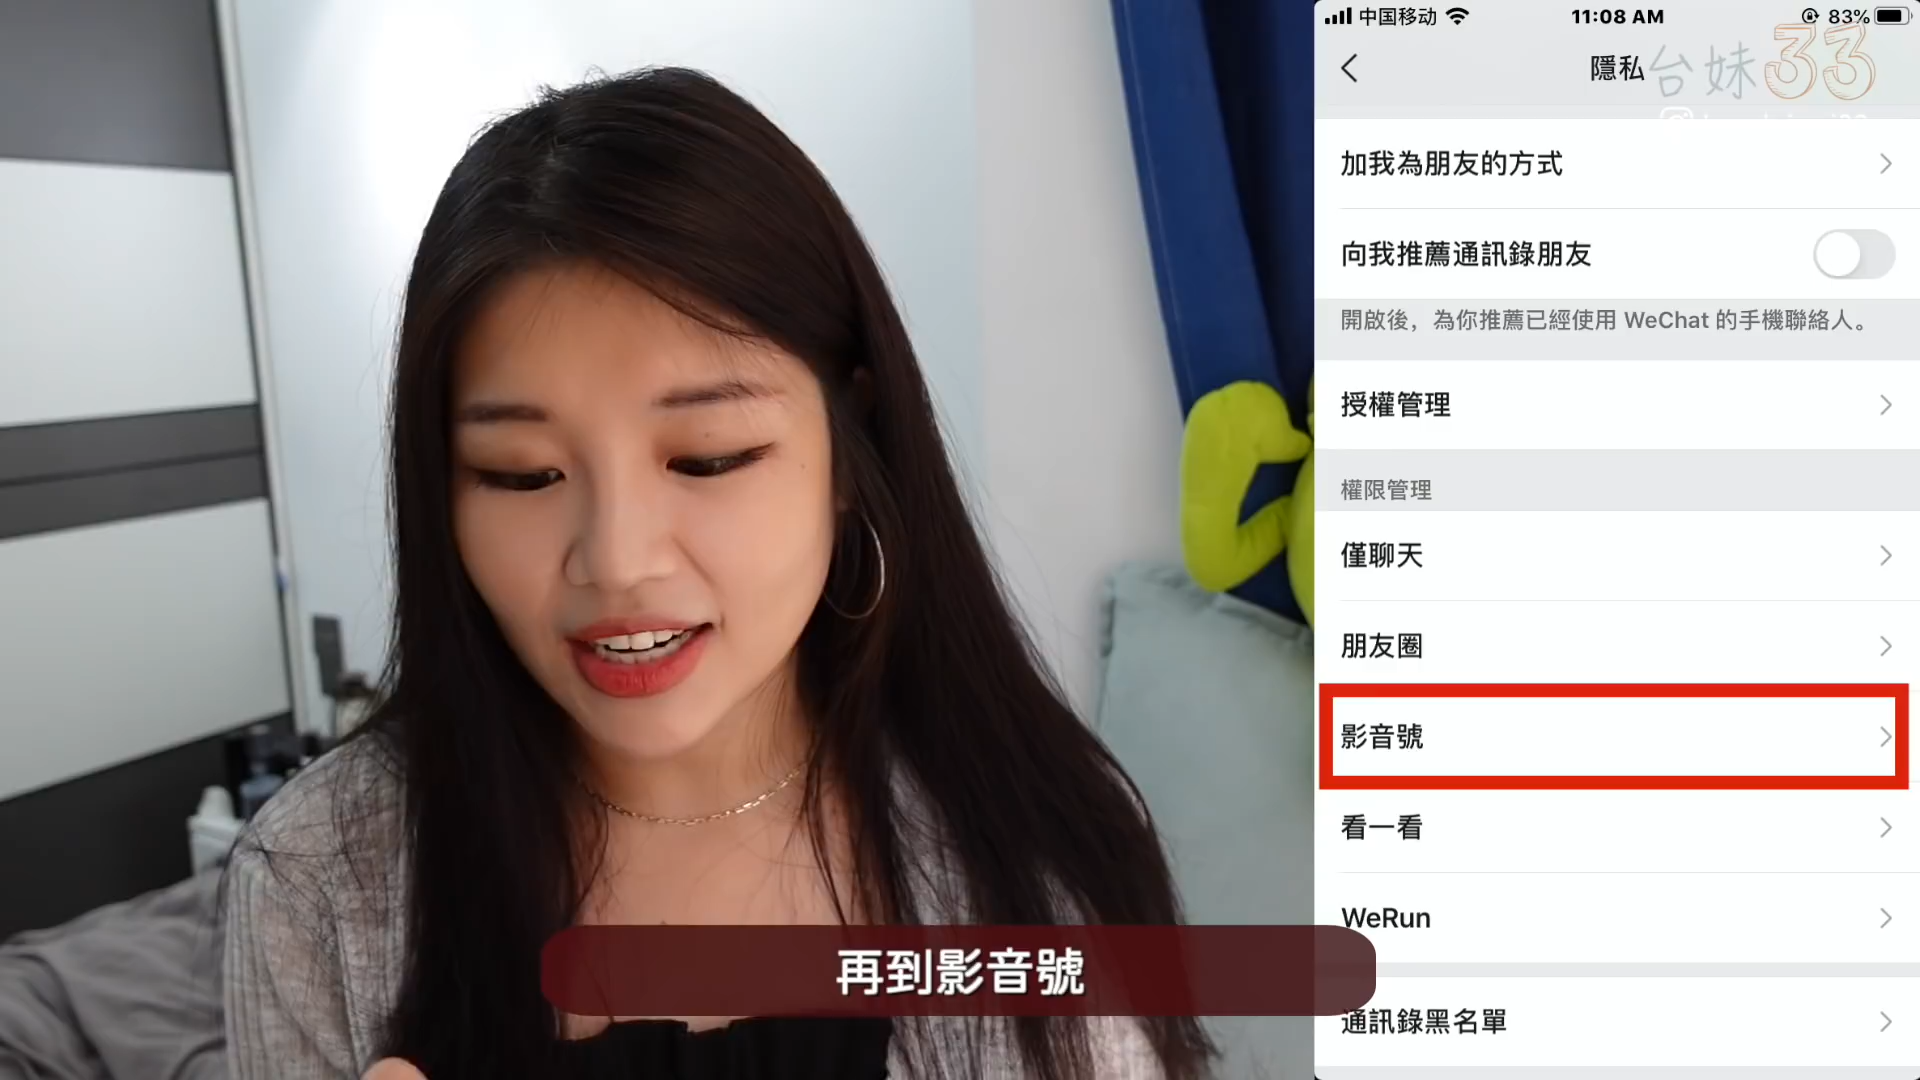 中国移动
11:08 AM
83%
隱私
台妹33
加我為朋友的方式
向我推薦通訊錄朋友
開啟後，為你推薦已經使用 WeChat 的手機聯絡人。
授權管理
權限管理
僅聊天
朋友圈
影音號
看一看
WeRun
通訊錄黑名單
再到影音號